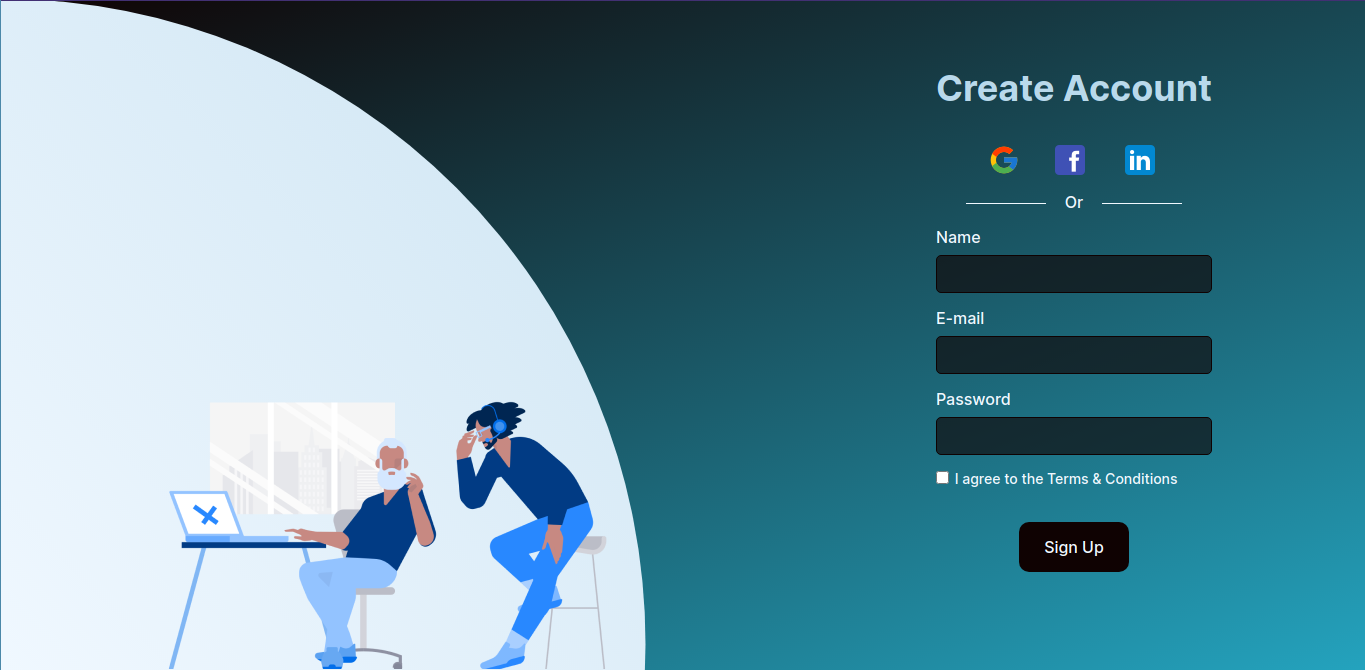 Create Account
f in
Or
Name
E-mail
Password
I agree to the Terms & Conditions
Sign Up